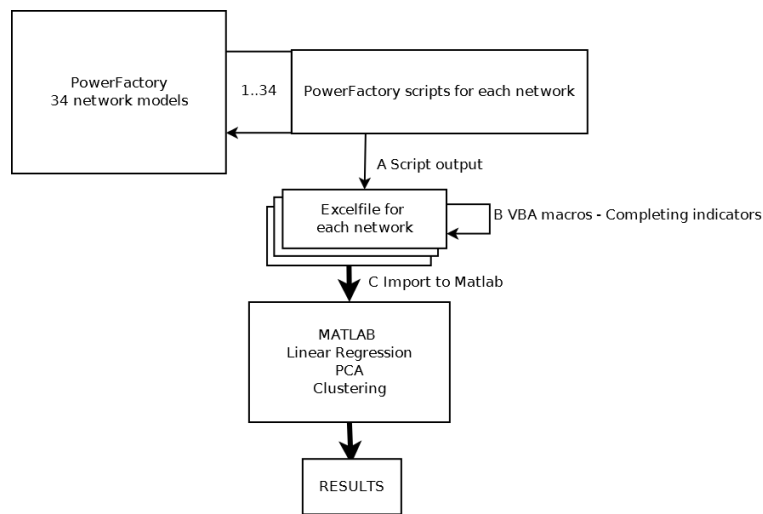 PowerFactory
34 network models
1..34
PowerFactory scripts for each network
A Script output
Excelfile for
each network
B VBA macros - Completing indicators
C Import to Matlab
MATLAB
Linear Regression
PCA
Clustering
RESULTS